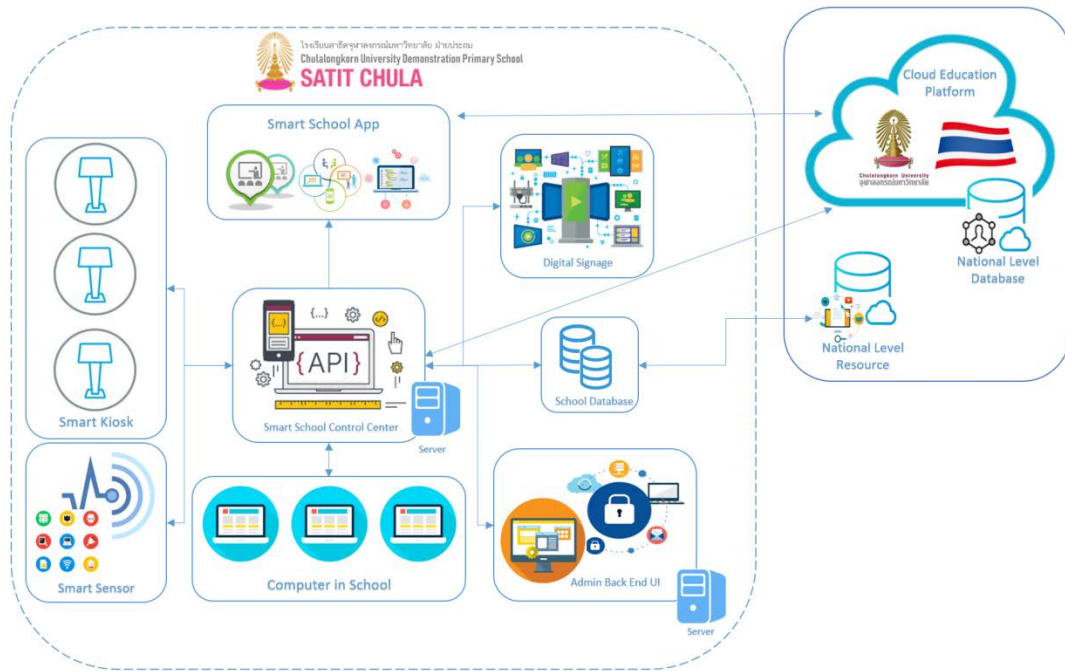 โรงเรียนสาธิตจุฬาลงกรณ์มหาวิทยาลัย ฝ่ายประถม
Chulalongkorn University Demonstration Primary School
SATIT CHULA
Smart School App
Cloud Education
Platform
Chulalongkorn University
จุฬาลงกรณ์มหาวิทยาลัย
Digital Signage
National Level
Database
National Level
Resource
{...}
{...}
</>
{API}
Smart Kiosk
Smart School Control Center
Server
School Database
Smart Sensor
Computer in School
Admin Back End UI
Server